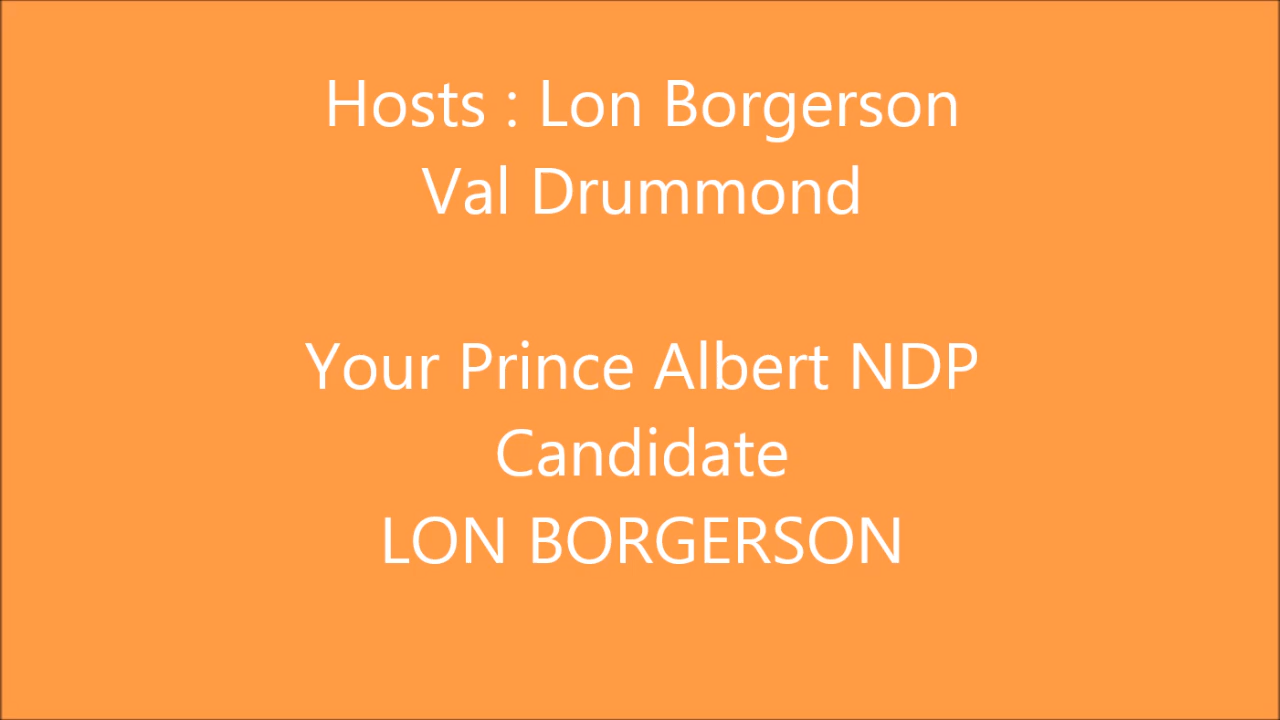 Hosts : Lon Borgerson
Val Drummond
Your Prince Albert NDP
Candidate
LON BORGERSON